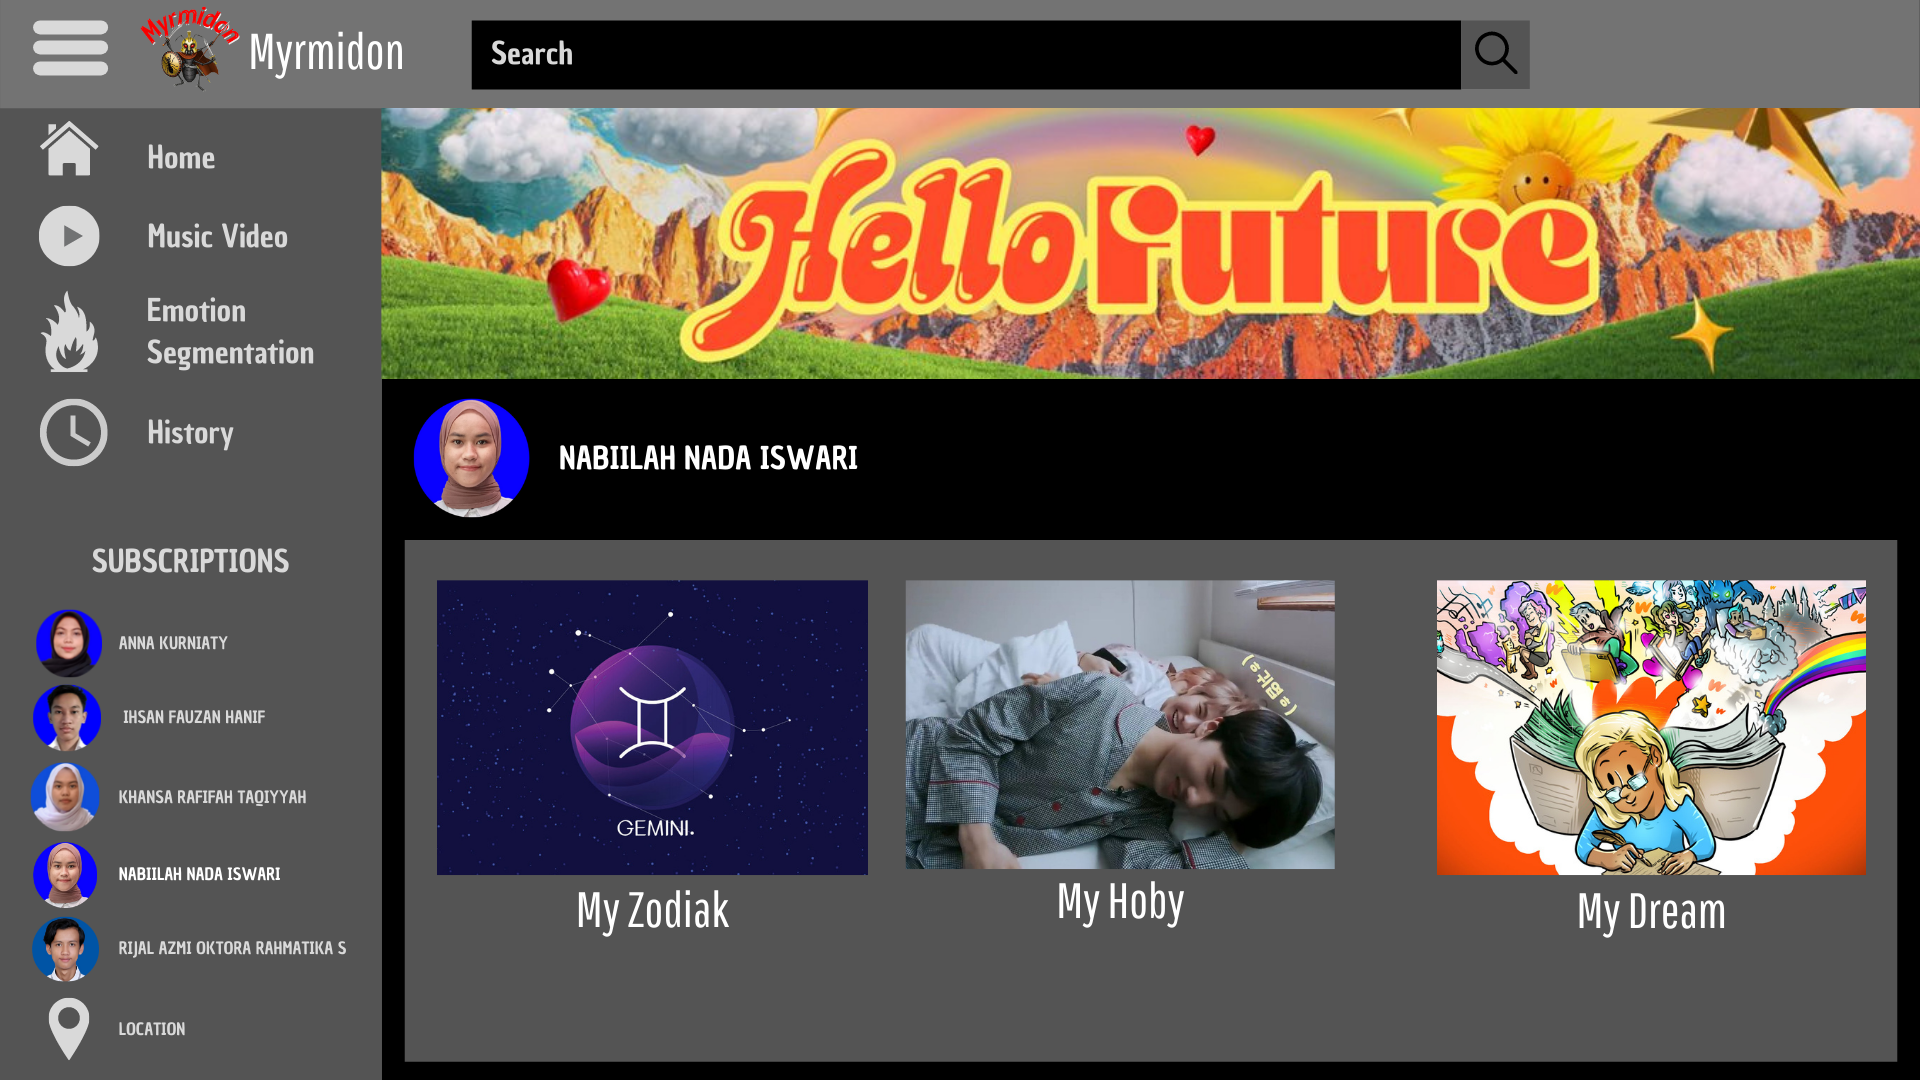 Myrmidon
Myrmidon
Search
Home
Music Video
Emotion
Segmentation
History
SUBSCRIPTIONS
ANNA KURNIATY
IHSAN FAUZAN HANIF
KHANSA RAFIFAH TAQIYYAH
NABIILAH NADA ISWARI
RIJAL AZMI OKTORA RAHMATIKA S
LOCATION
Hello Future
NABIILAH NADA ISWARI
GEMINI.
My Zodiak
My Hoby
My Dream